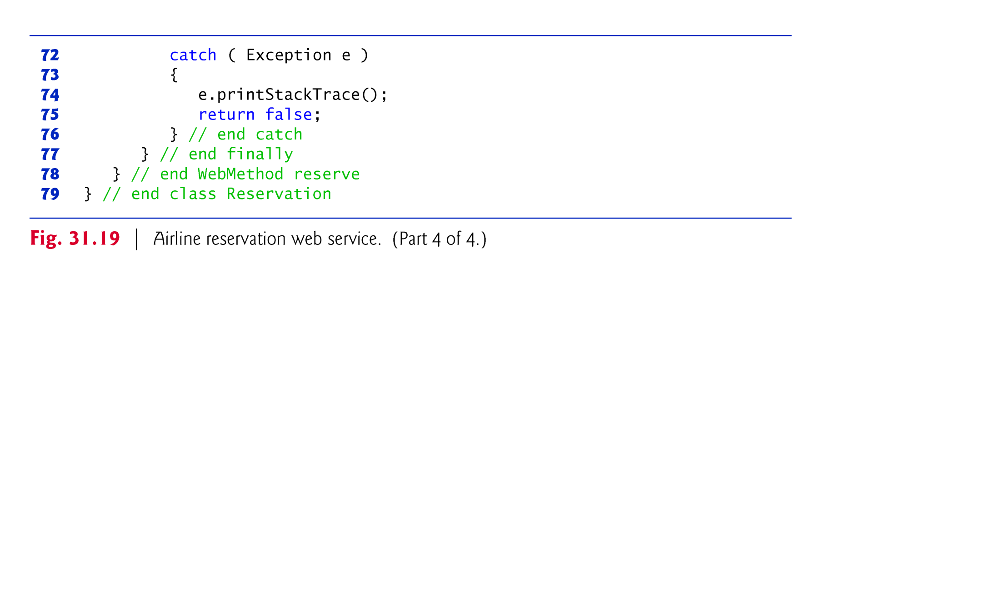 72 catch ( Exception e )
73 {
74 e.printStackTrace();
75 return false;
76 } // end catch
77 } // end finally
78 } // end WebMethod reserve
79 } // end class Reservation
Fig. 31.19 | Airline reservation web service. (Part 4 of 4.)